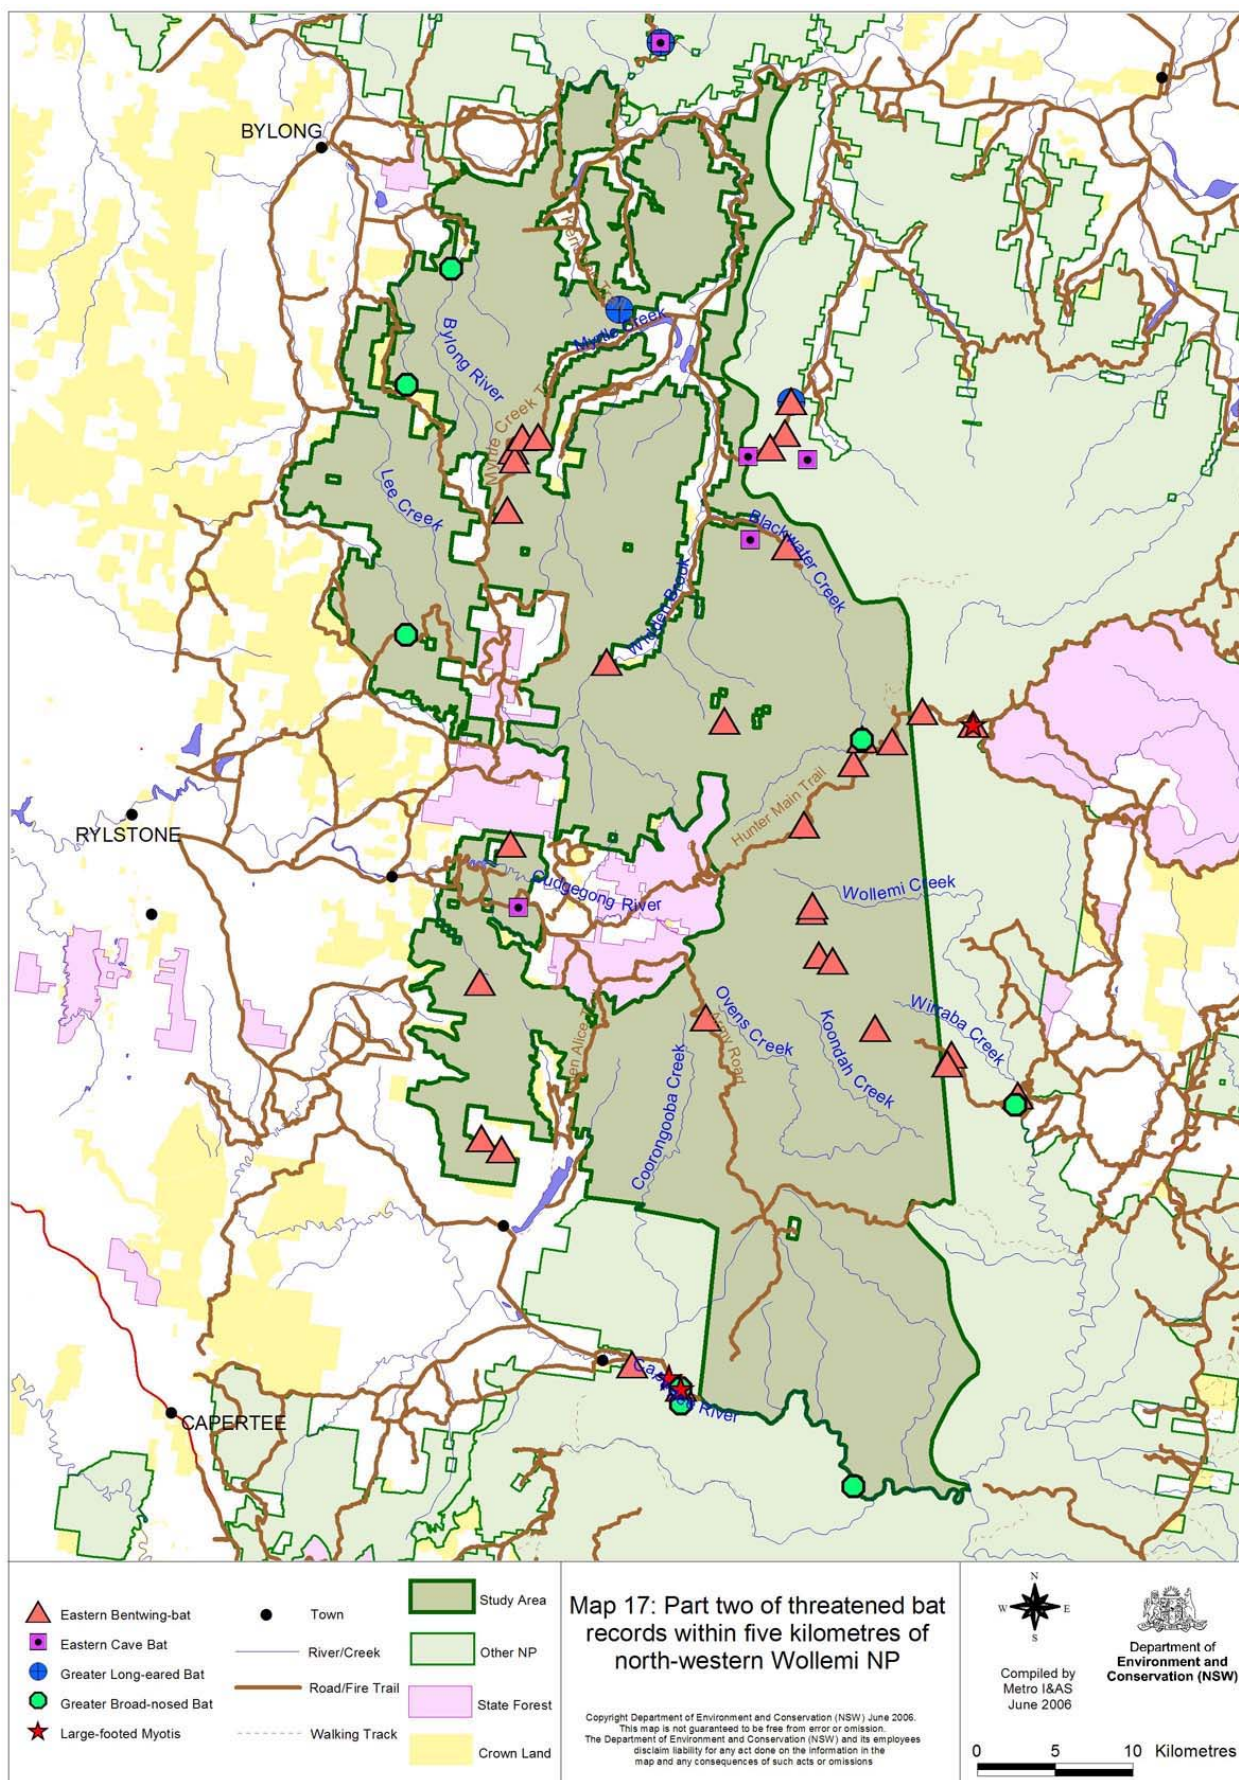 BYLONG
Myrtle Creek
Bylong River
Myrtle Creek T
Lee Creek
Blackwater Creek
Widden Brook
Hunter Main Trail
RYLSTONE
Cudgegong River
Wollemi Creek
Wirraba Creek
Ovens Creek
Koondah Creek
Army Road
Coorongooba Creek
CAPERTEE
River
Eastern Bentwing-bat
Eastern Cave Bat
Greater Long-eared Bat
Greater Broad-nosed Bat
Large-footed Myotis
Town
River/Creek
Road/Fire Trail
Walking Track
Study Area
Other NP
State Forest
Crown Land
Map 17: Part two of threatened bat
records within five kilometres of
north-western Wollemi NP
Copyright Department of Environment and Conservation (NSW) June 2006.
This map is not guaranteed to be free from error or omission.
The Department of Environment and Conservation (NSW) and its employees
disclaim liability for any act done on the information in the
map and any consequences of such acts or omissions
N
W E
S
Compiled by
Metro I&AS
June 2006
Department of
Environment and
Conservation (NSW)
0 5 10 Kilometres